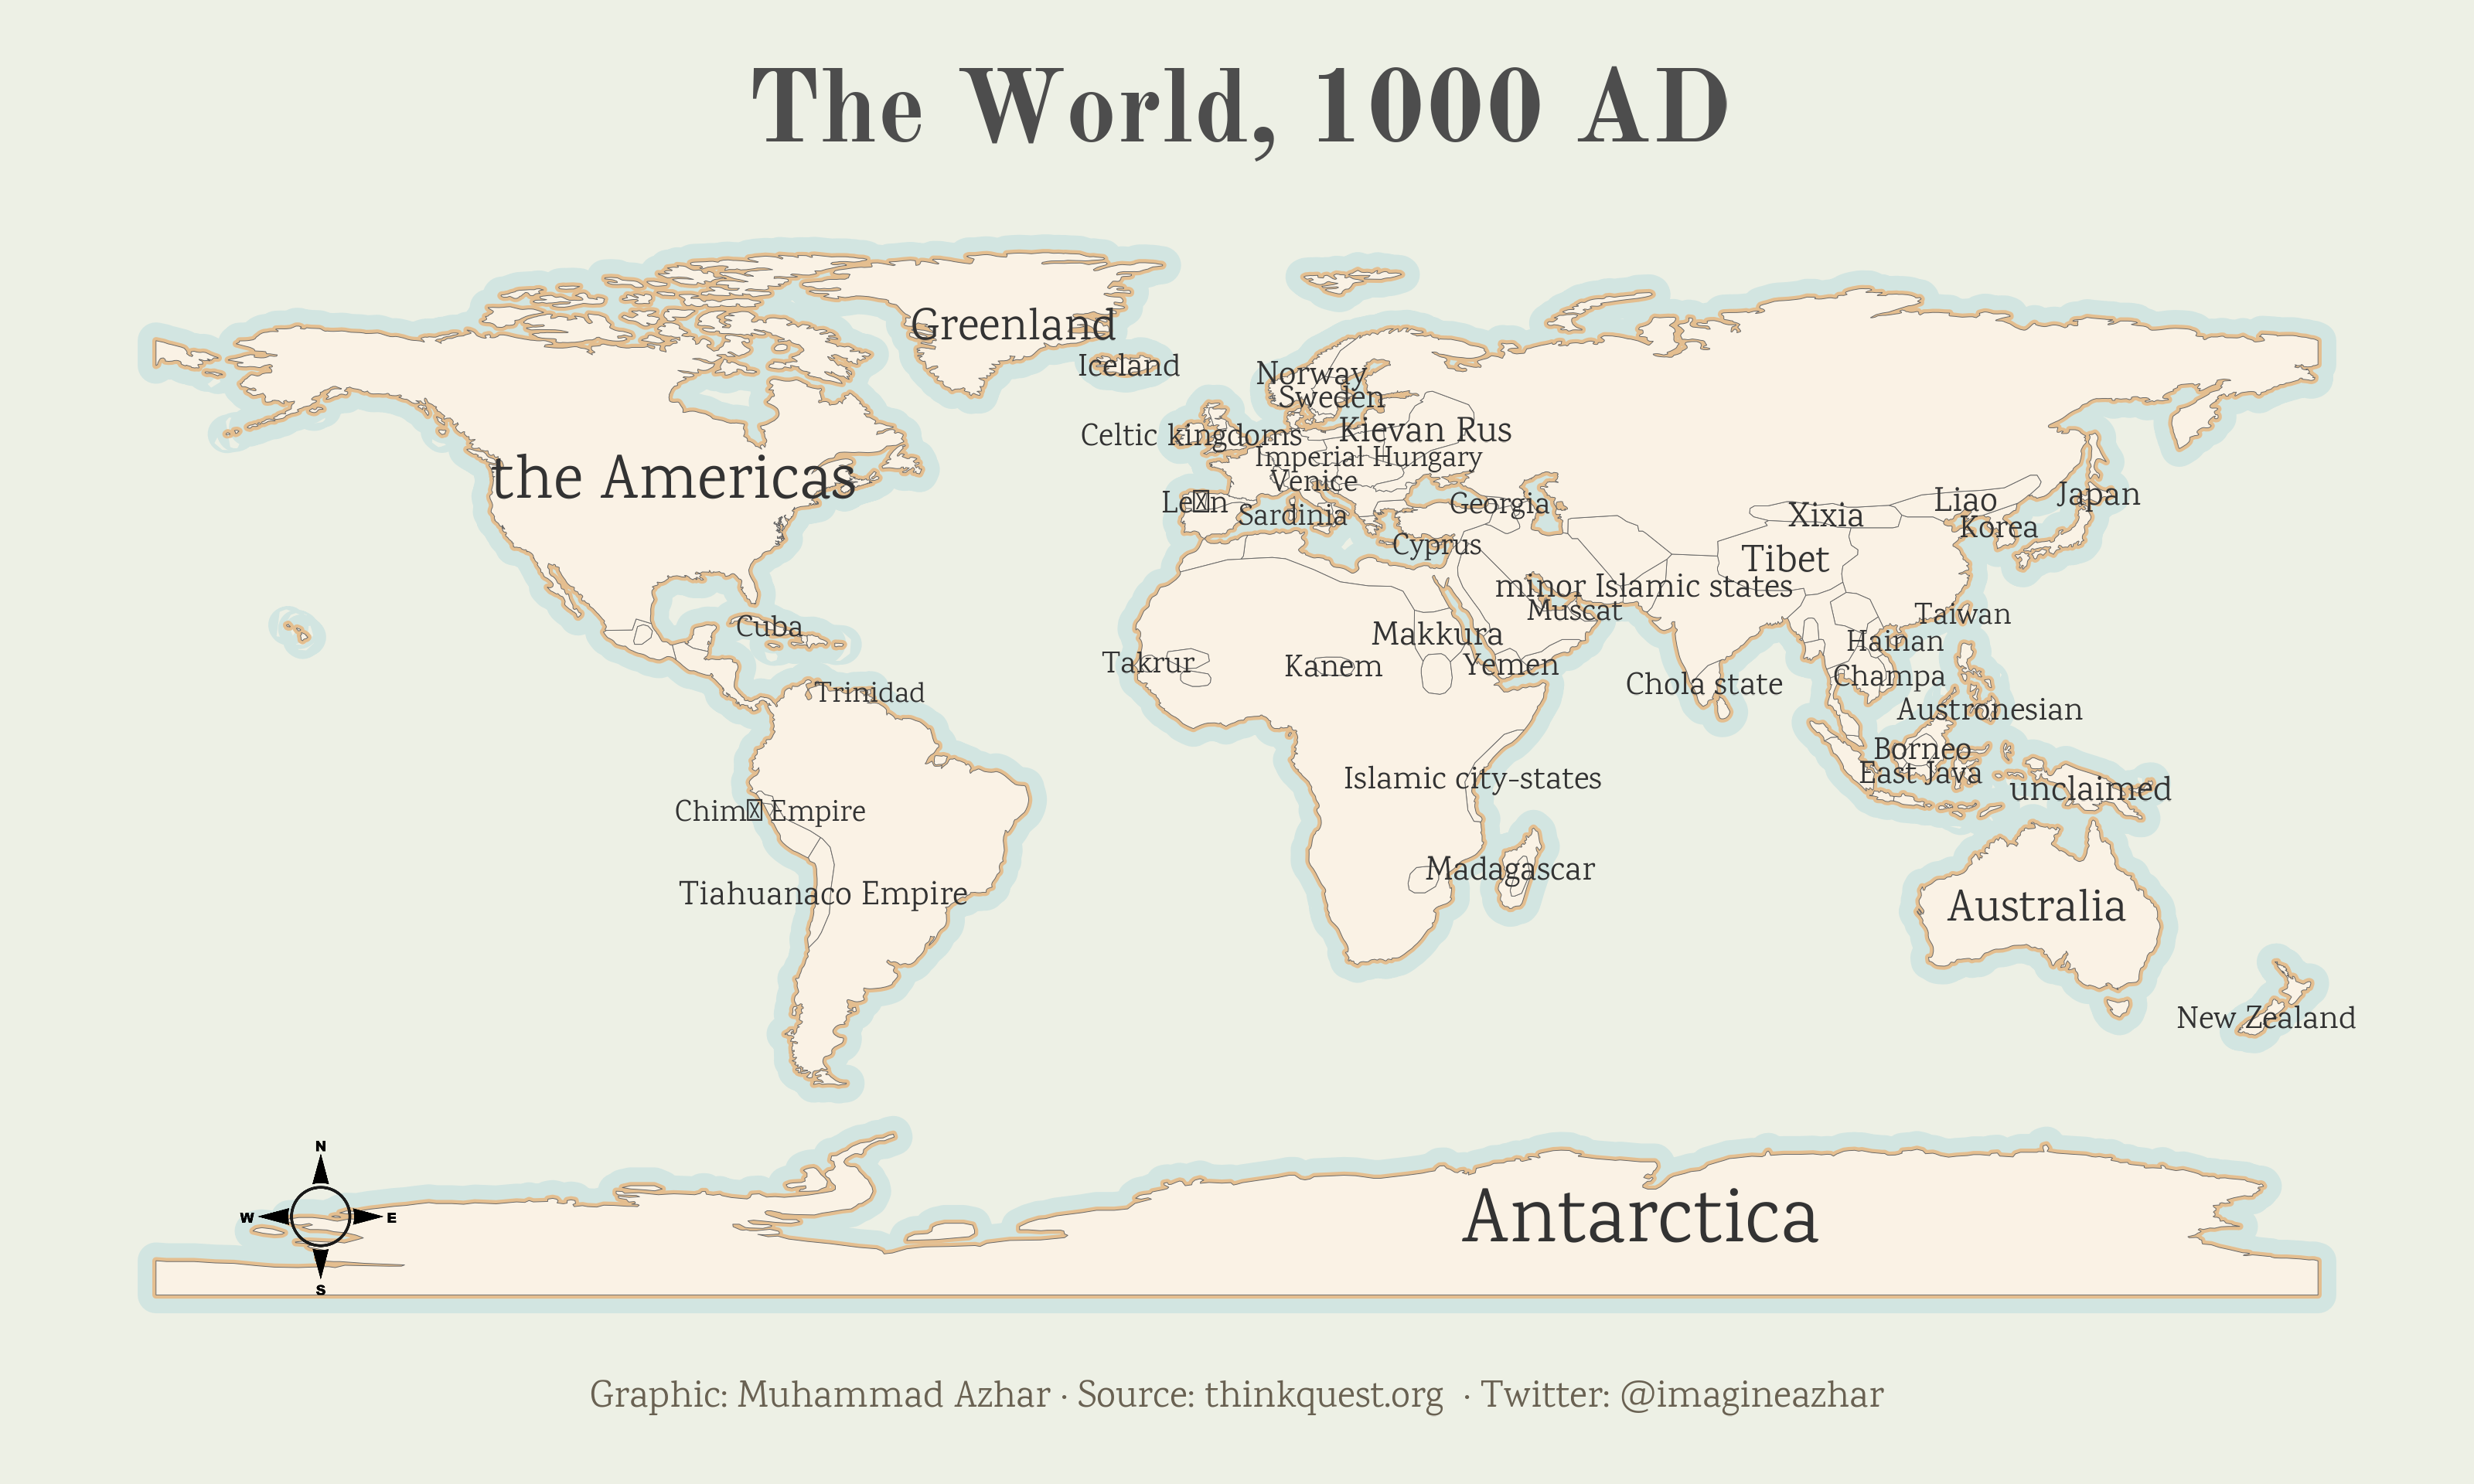 The World, 1000 AD
Greenland
Iceland
Norway
Sweden
Celtic kingdoms
Kievan Rus
Imperial Hungary
the Americas
Venice
Le▯n
Sardinia
Georgia
Cyprus
Xixia
Liao
Japan
Korea
Tibet
minor Islamic states
Muscat
Taiwan
Cuba
Makkura
Hainan
Takrur
Kanem
Yemen
Chola state
Champa
Trinidad
Austronesian
Borneo
East Java
unclaimed
Islamic city-states
Chim▯ Empire
Madagascar
Tiahuanaco Empire
Australia
New Zealand
N
W
E
S
Antarctica
Graphic: Muhammad Azhar · Source: thinkquest.org · Twitter: @imagineazhar